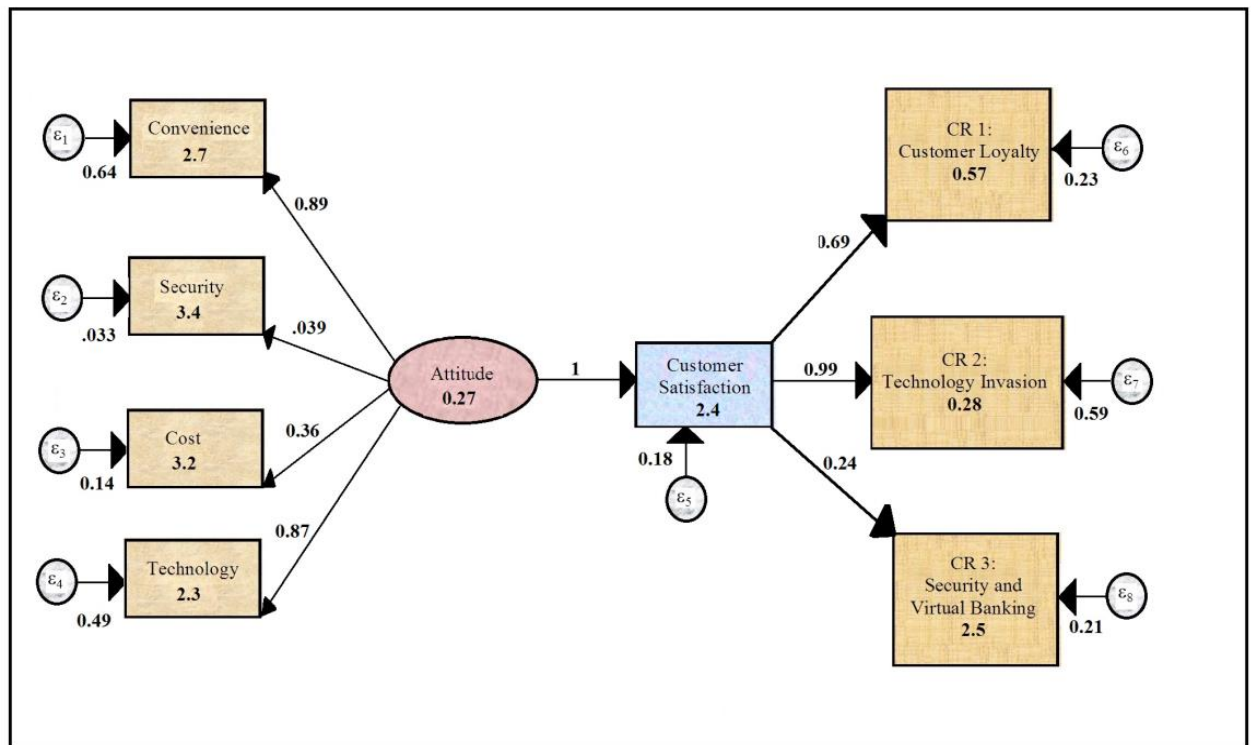 Convenience
2.7
ε1
0.64
0.89
Security
3.4
ε2
.033
.039
Cost
3.2
ε3
0.14
0.36
Technology
2.3
ε4
0.49
0.87
Attitude
0.27
1
Customer
Satisfaction
2.4
0.18
ε5
0.69
0.99
0.24
CR 1:
Customer Loyalty
0.57
ε6
0.23
CR 2:
Technology Invasion
0.28
ε7
0.59
CR 3:
Security and
Virtual Banking
2.5
ε8
0.21